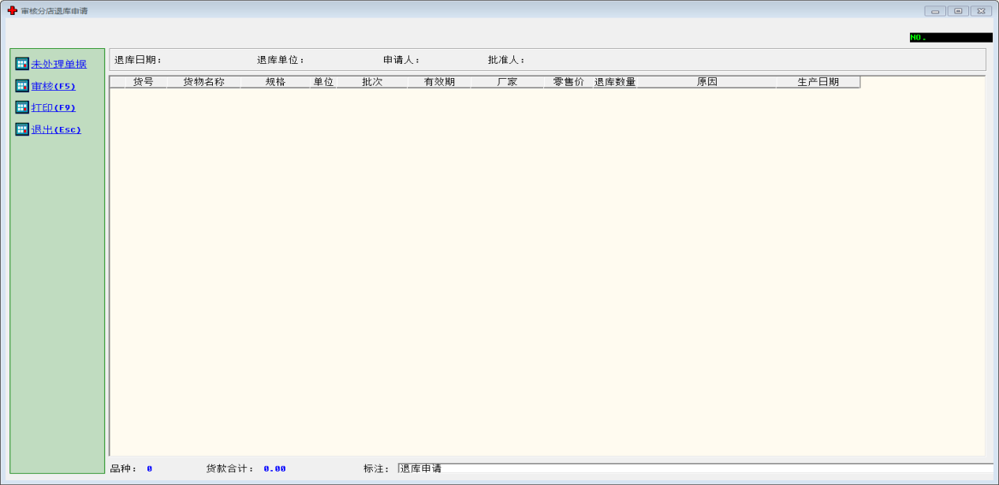 审核分店退库申请
NO.
未处理单据
审核(F5)
打印(F9)
退出(Esc)
退库日期： 退库单位： 申请人： 批准人：
货号 货物名称 规格 单位 批次 有效期 厂家 零售价 退库数量 原因 生产日期
品种： 0 货款合计： 0.00 标注： 退库申请